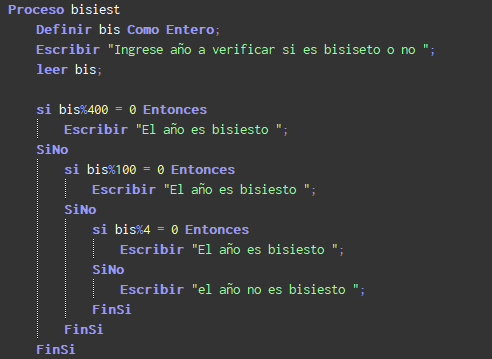 Proceso bisiest
Definir bis Como Entero;
Escribir "Ingrese año a verificar si es bisiseto o no ";
leer bis;
si bis%400 = 0 Entonces
Escribir "El año es bisiesto ";
SiNo
si bis%100 = 0 Entonces
Escribir "El año es bisiesto ";
SiNo
si bis%4 = 0 Entonces
Escribir "El año es bisiesto ";
SiNo
Escribir "el año no es bisiesto ";
FinSi
FinSi
FinSi